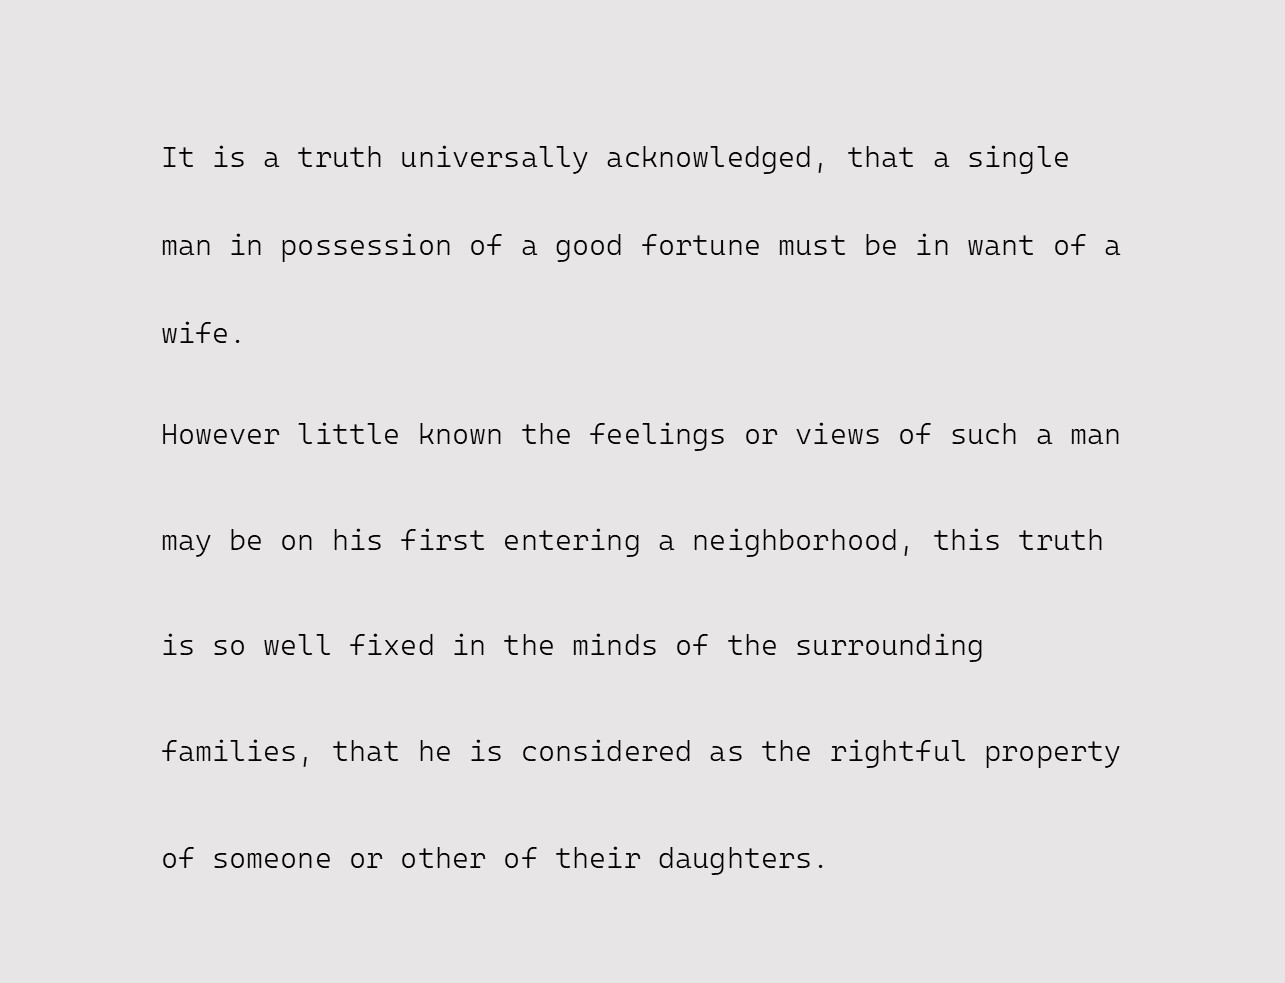 It is a truth universally acknowledged, that a single
man in possession of a good fortune must be in want of a
wife.
However little known the feelings or views of such a man
may be on his first entering a neighborhood, this truth
is so well fixed in the minds of the surrounding
families, that he is considered as the rightful property
of someone or other of their daughters.